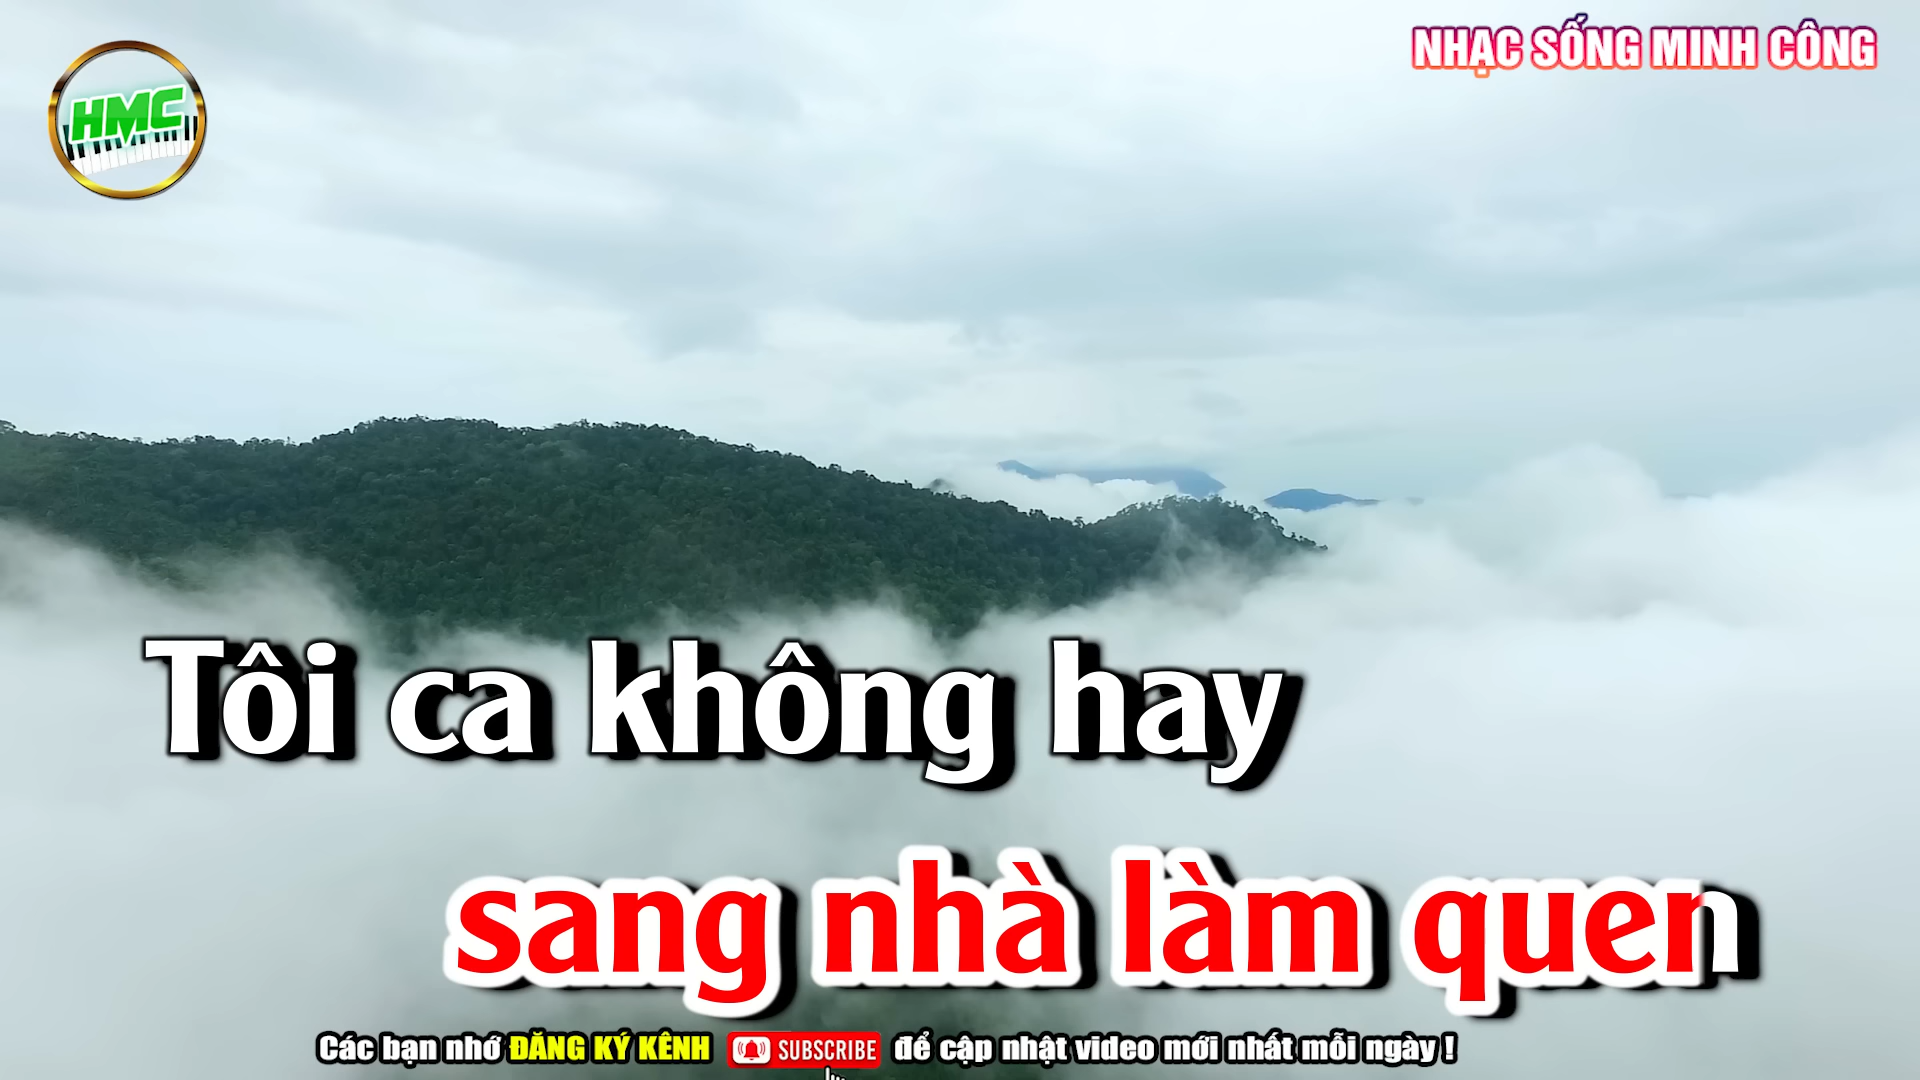 NHẠC SỐNG MINH CÔNG
HMC
Tôi ca không hay
sang nhà làm quen
Các bạn nhớ ĐĂNG KÝ KÊNH SUBSCRIBE để cập nhật video mới nhất mỗi ngày !